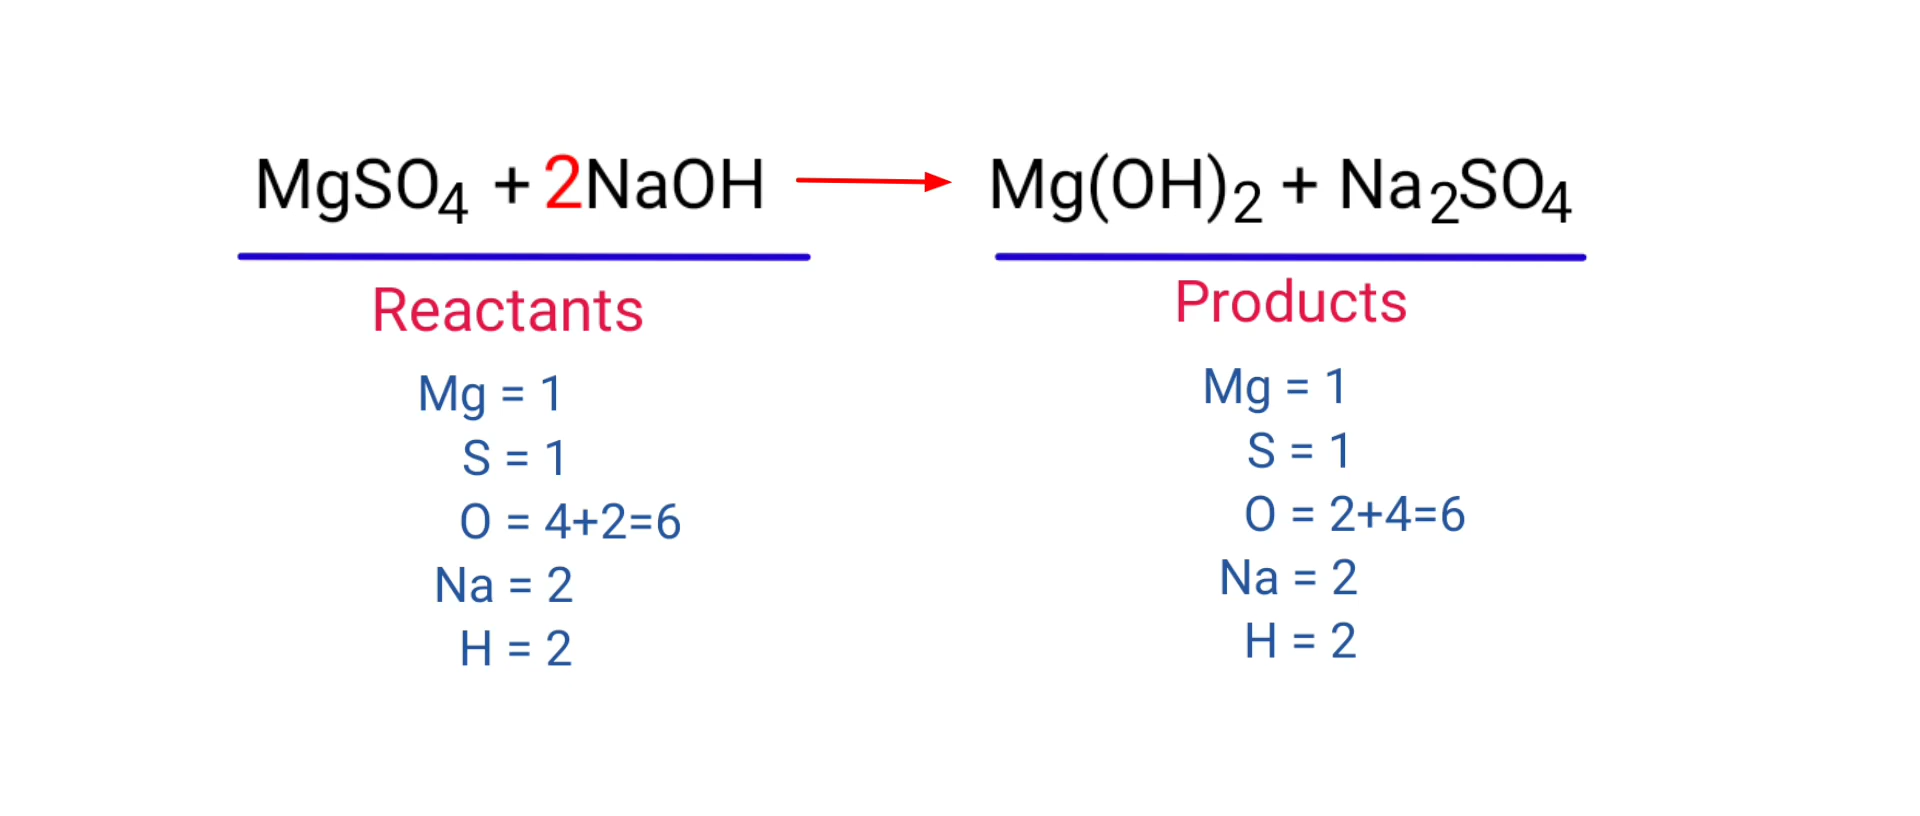 MgSO₄ + 2NaOH → Mg(OH)₂ + Na₂SO₄
Reactants
Mg = 1
S = 1
O = 4+2=6
Na = 2
H = 2
Products
Mg = 1
S = 1
O = 2+4=6
Na = 2
H = 2